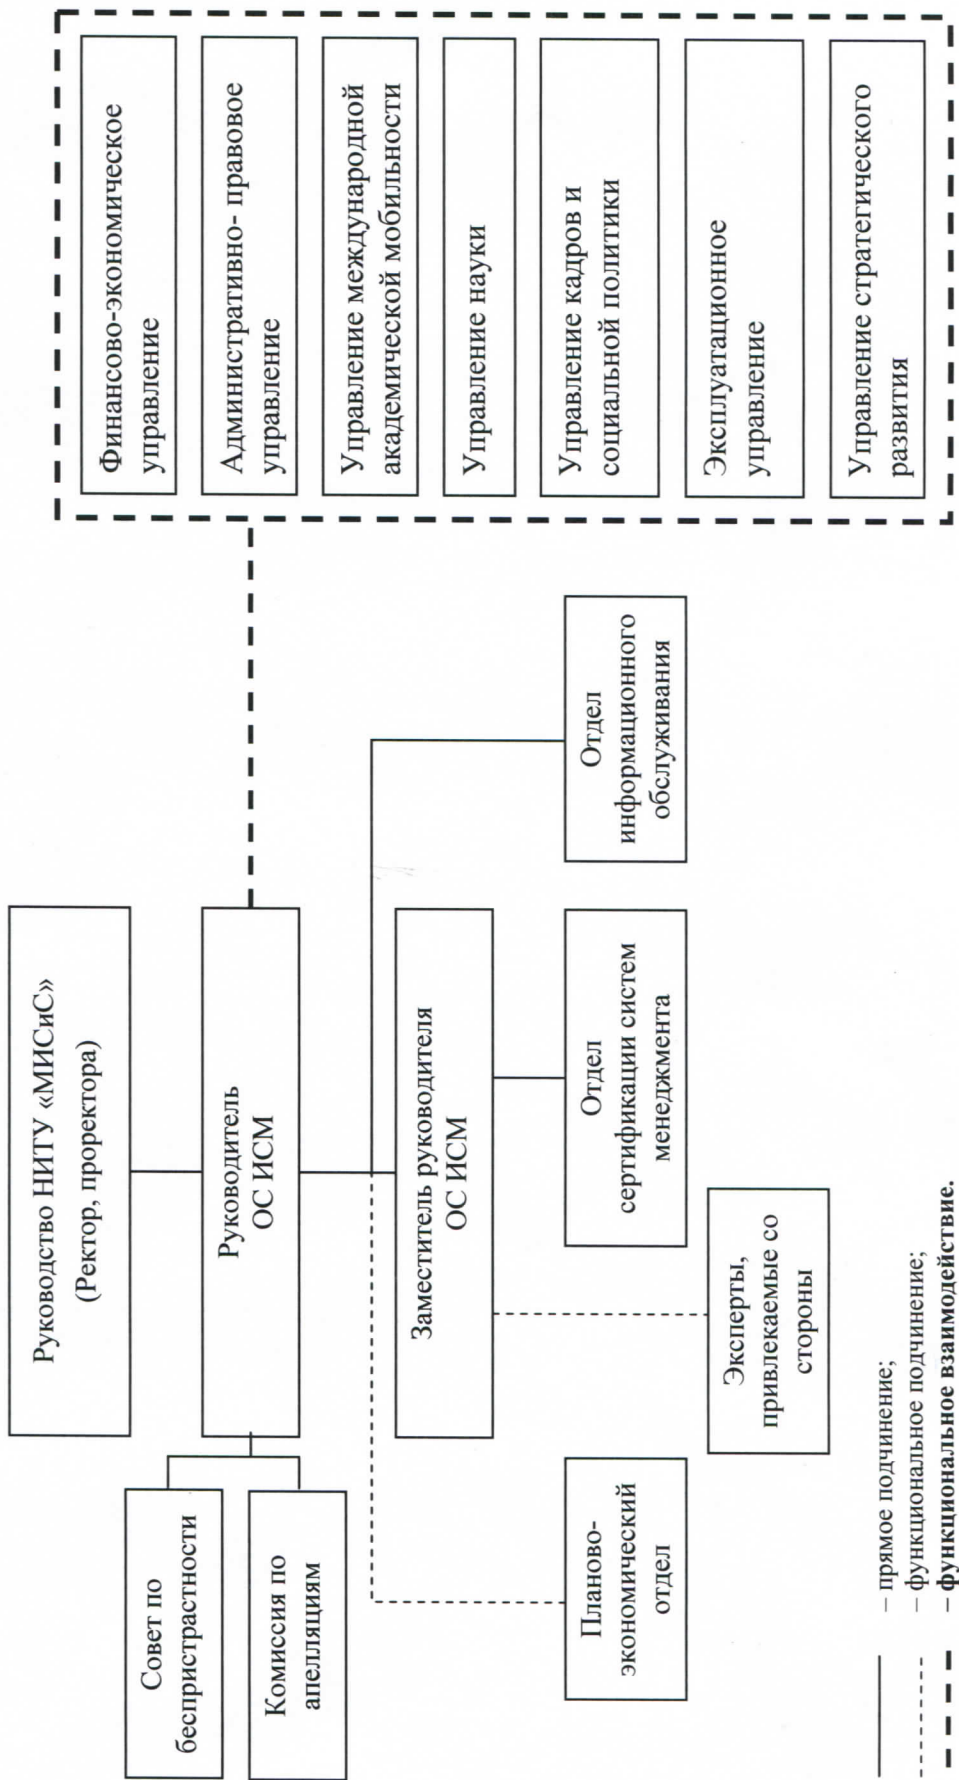 Руководство НИТУ «МИСиС»
(Ректор, проректора)
Совет по
беспристрастности
Комиссия по
апелляциям
Руководитель
ОС ИСМ
Заместитель руководителя
ОС ИСМ
Планово-
экономический
отдел
Эксперты,
привлекаемые со
стороны
Отдел
сертификации систем
менеджмента
Отдел
информационного
обслуживания
Финансово-экономическое
управление
Административно- правовое
управление
Управление международной
академической мобильности
Управление науки
Управление кадров и
социальной политики
Эксплуатационное
управление
Управление стратегического
развития
– прямое подчинение;
– функциональное подчинение;
– функциональное взаимодействие.